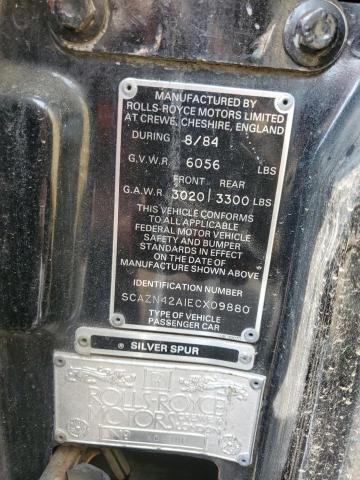 MANUFACTURED BY
ROLLS-ROYCE MOTORS LIMITED
AT CREWE, CHESHIRE, ENGLAND
DURING 8/84
G.V.W.R. 6056 LBS
FRONT REAR
G.A.W.R 3020 3300 LBS
THIS VEHICLE CONFORMS
TO ALL APPLICABLE
FEDERAL MOTOR VEHICLE
SAFETY AND BUMPER
STANDARDS IN EFFECT
ON THE DATE OF
MANUFACTURE SHOWN ABOVE
IDENTIFICATION NUMBER
SCAZN42A1ECX09880
TYPE OF VEHICLE
PASSENGER CAR
® SILVER SPUR
ROLLS-ROYCE
MOTORS
Nº